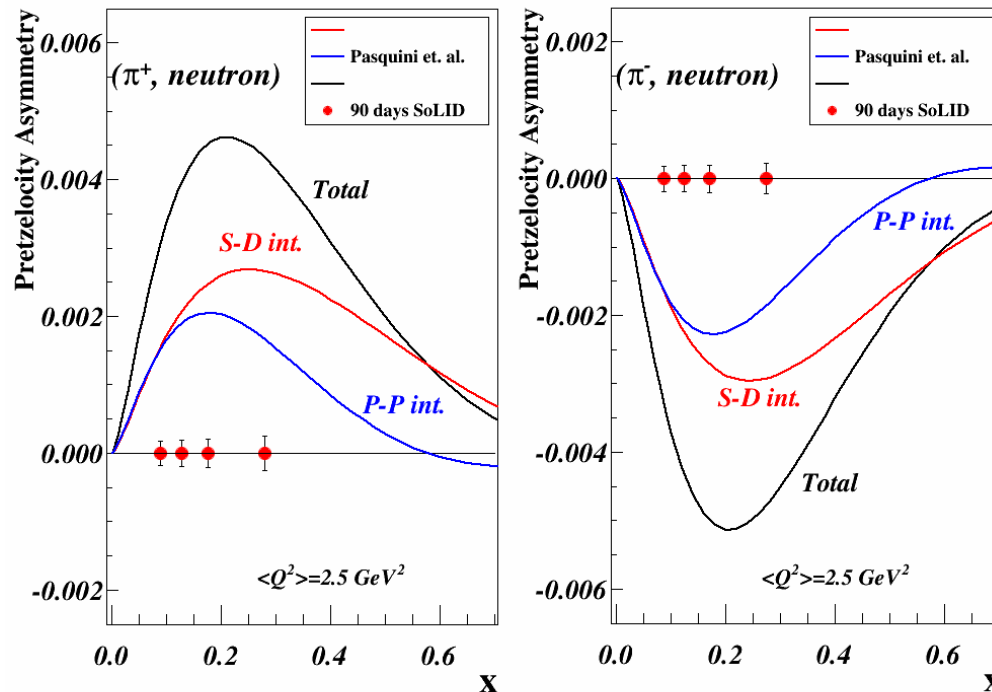 Pretzelocity Asymmetry
0.006
0.004
0.002
0.000
-0.002
Pasquini et. al.
90 days SoLID
(π+, neutron)
Total
S-D int.
P-P int.
<Q²>=2.5 GeV²
0.0 0.2 0.4 0.6
x
Pretzelocity Asymmetry
0.002
0.000
-0.002
-0.004
-0.006
Pasquini et. al.
90 days SoLID
(π-, neutron)
P-P int.
S-D int.
Total
<Q²>=2.5 GeV²
0.0 0.2 0.4 0.6
x